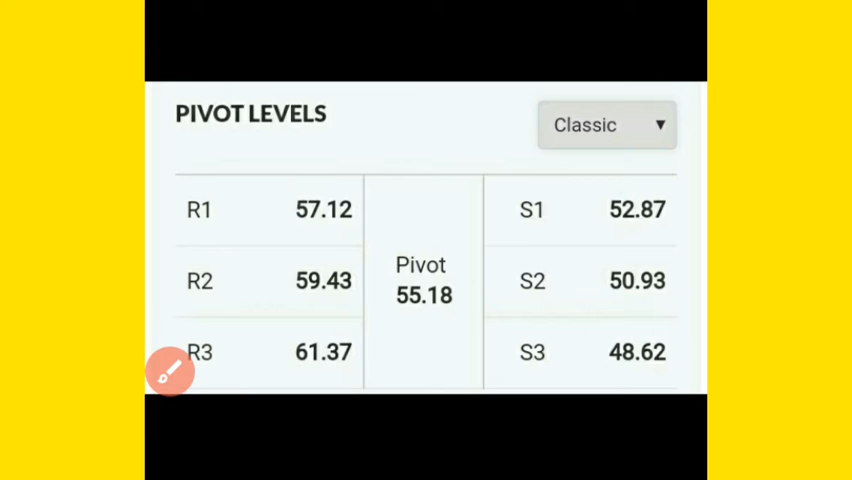 PIVOT LEVELS
Classic
R1 57.12
R2 59.43
R3 61.37
Pivot
55.18
S1 52.87
S2 50.93
S3 48.62